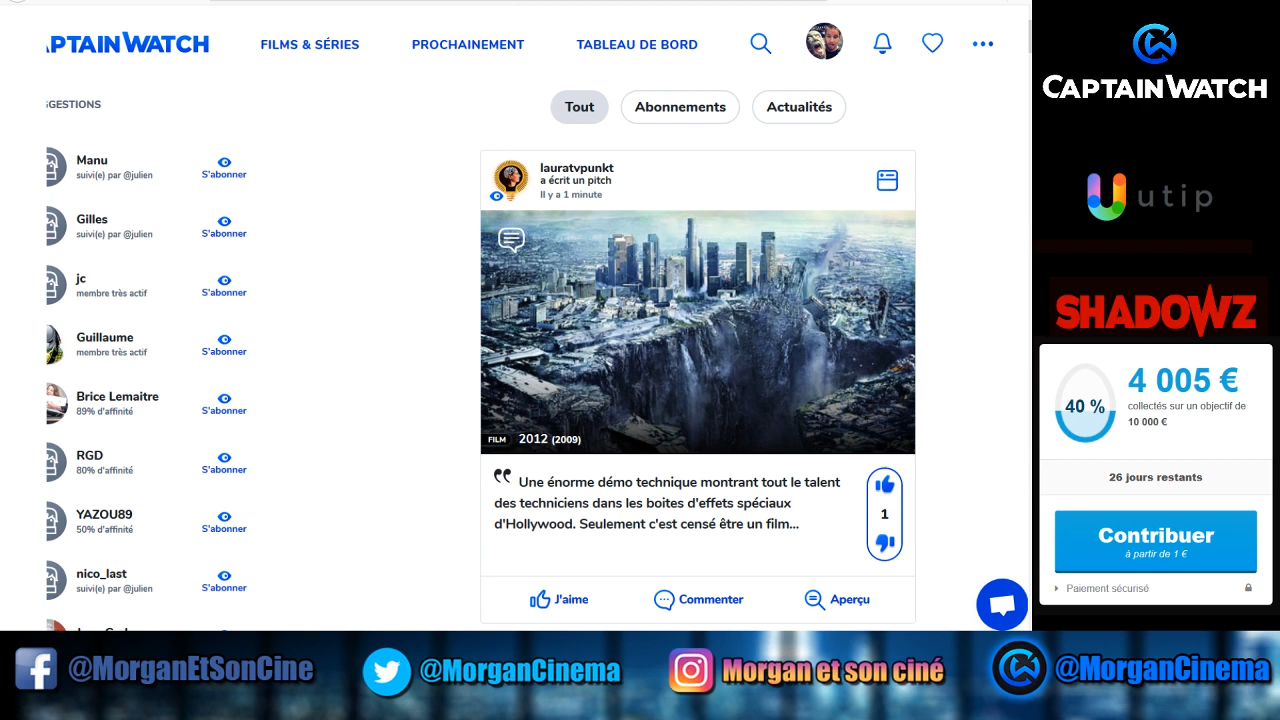 APTAINWATCH
FILMS & SÉRIES
PROCHAINEMENT
TABLEAU DE BORD
GGESTIONS
Manu
suivi(e) par @julien
S'abonner
Gilles
suivi(e) par @julien
S'abonner
jc
membre très actif
S'abonner
Guillaume
membre très actif
S'abonner
Brice Lemaitre
89% d'affinité
S'abonner
RGD
80% d'affinité
S'abonner
YAZOU89
50% d'affinité
S'abonner
nico_last
suivi(e) par @julien
S'abonner
Tout
Abonnements
Actualités
lauratvpunkt
a écrit un pitch
Il y a 1 minute
FILM 2012 (2009)
Une énorme démo technique montrant tout le talent
des techniciens dans les boites d'effets spéciaux
d'Hollywood. Seulement c'est censé être un film...
1
J'aime
Commenter
Aperçu
CAPTAINWATCH
utip
SHADOWZ
40 %
4 005 €
collectés sur un objectif de
10 000 €
26 jours restants
Contribuer
à partir de 1 €
Paiement sécurisé
@MorganEtSonCine
@MorganCinema
Morgan et son ciné
@MorganCinema